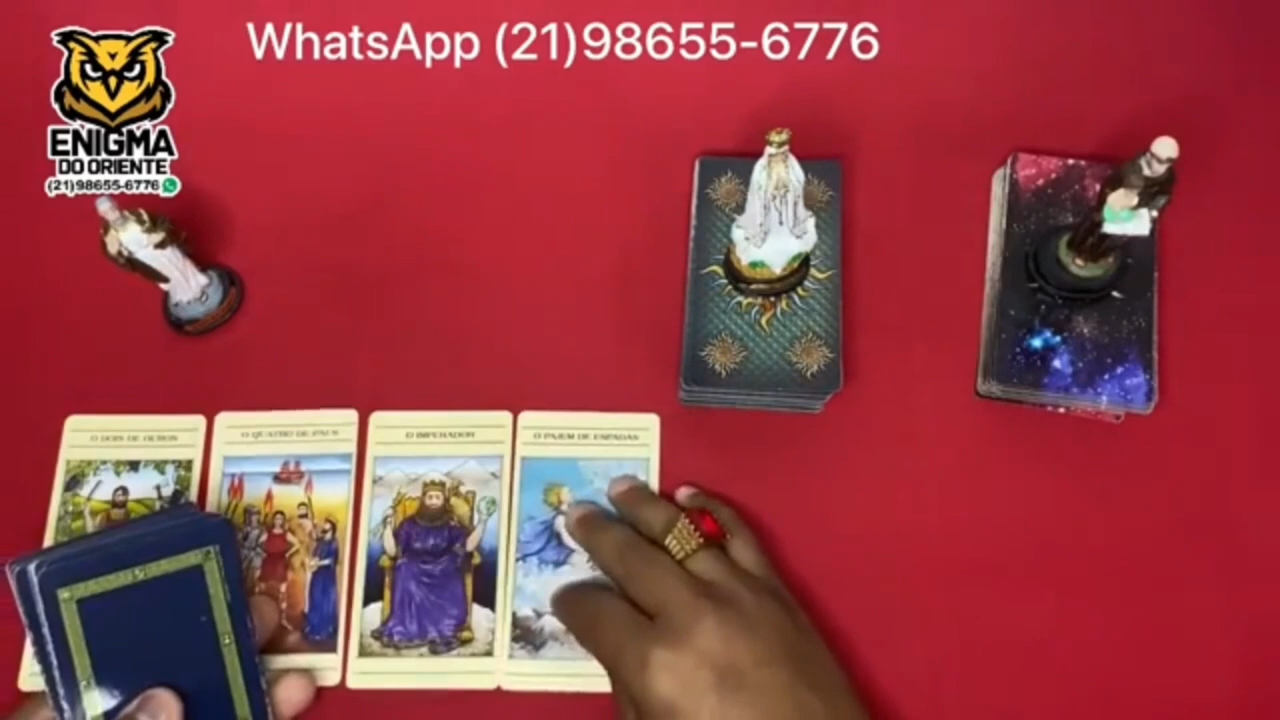 WhatsApp (21)98655-6776
ENIGMA
DO ORIENTE
(21)98655-6776
O DOIS DE OUROS
O QUATRO DE PAUS
O IMPERADOR
O PAJEM DE ESPADAS